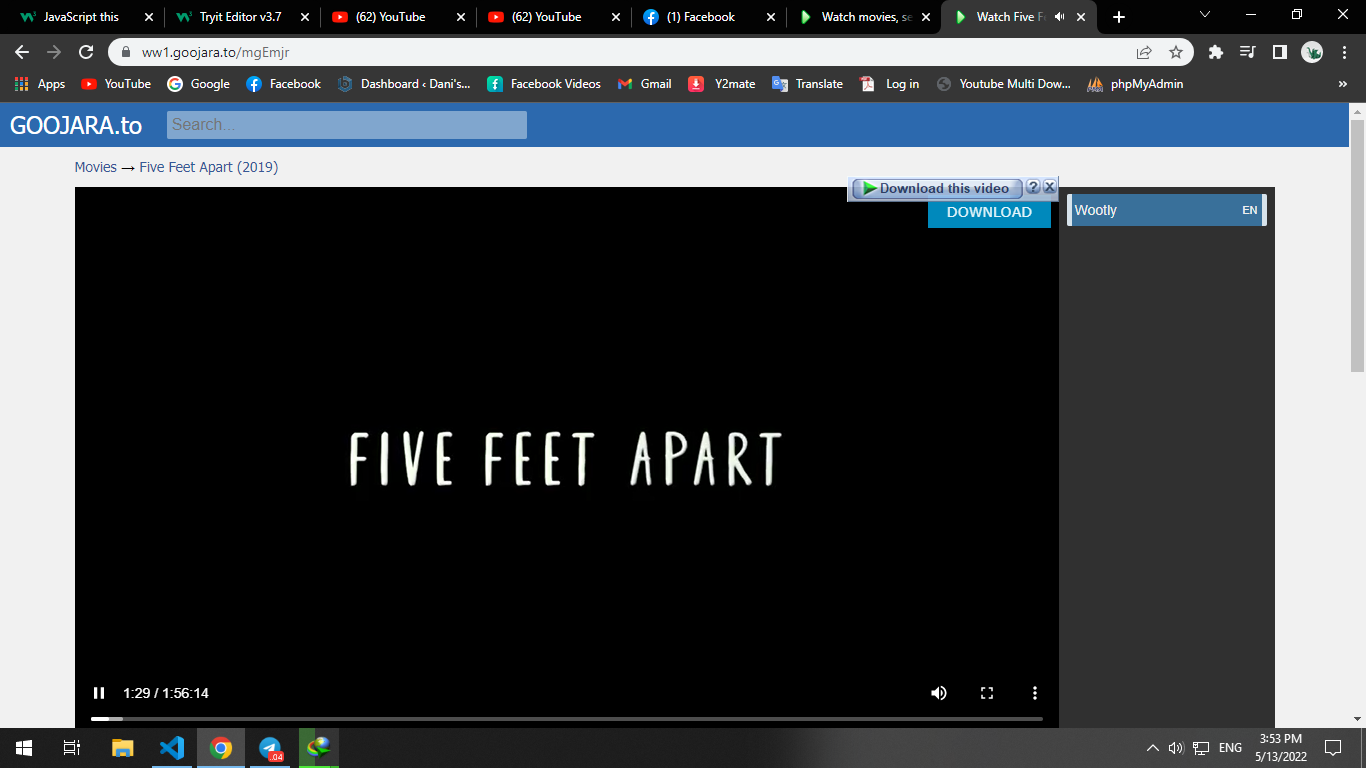 JavaScript this
Tryit Editor v3.7
(62) YouTube
(62) YouTube
(1) Facebook
Watch movies, se
Watch Five Fe
ww1.goojara.to/mgEmjr
Apps
YouTube
Google
Facebook
Dashboard ‹ Dani's...
Facebook Videos
Gmail
Y2mate
Translate
Log in
Youtube Multi Dow...
phpMyAdmin
»
GOOJARA.to
Search...
Movies → Five Feet Apart (2019)
Download this video
?
X
DOWNLOAD
Wootly
EN
FIVE FEET APART
1:29 / 1:56:14
.04
ENG
3:53 PM
5/13/2022